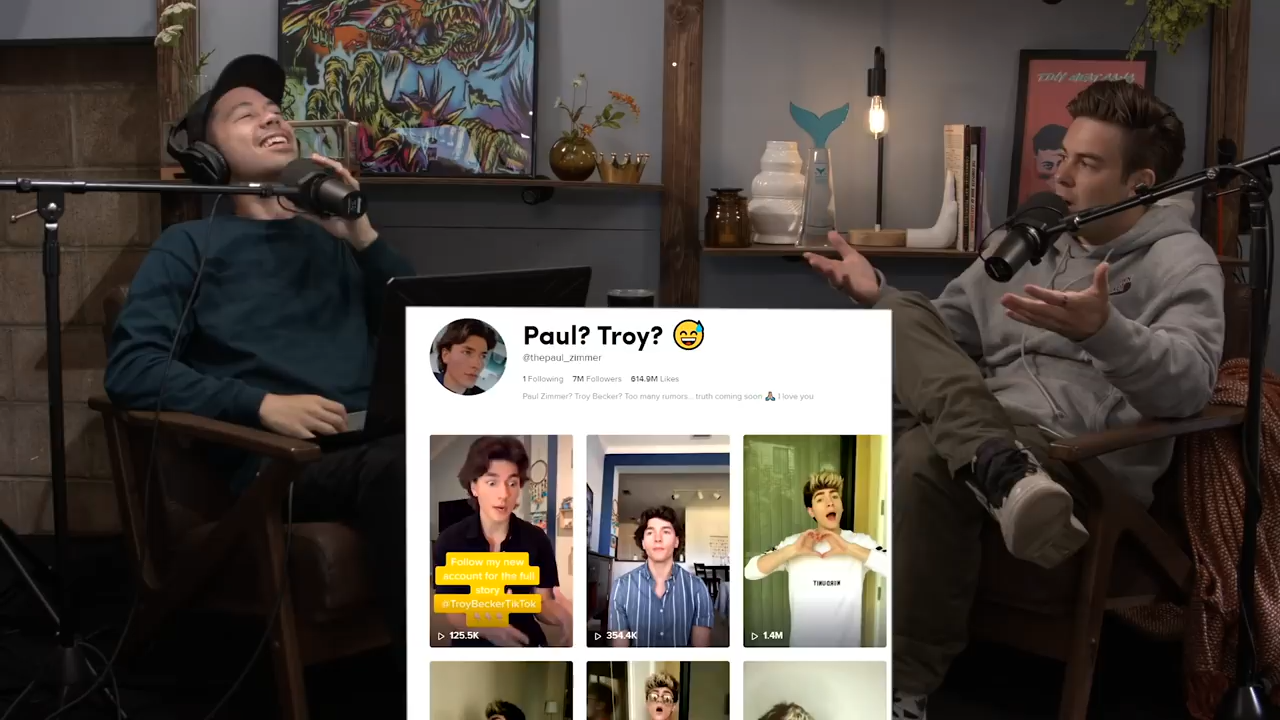 Paul? Troy? 😅
@thepaul_zimmer
1 Following 7M Followers 614.9M Likes
Paul Zimmer? Troy Becker? Too many rumors... truth coming soon 🙏🏼 I love you
Follow my new
account for the full
story
@TroyBeckerTikTok
125.5K
354.4K
1.4M